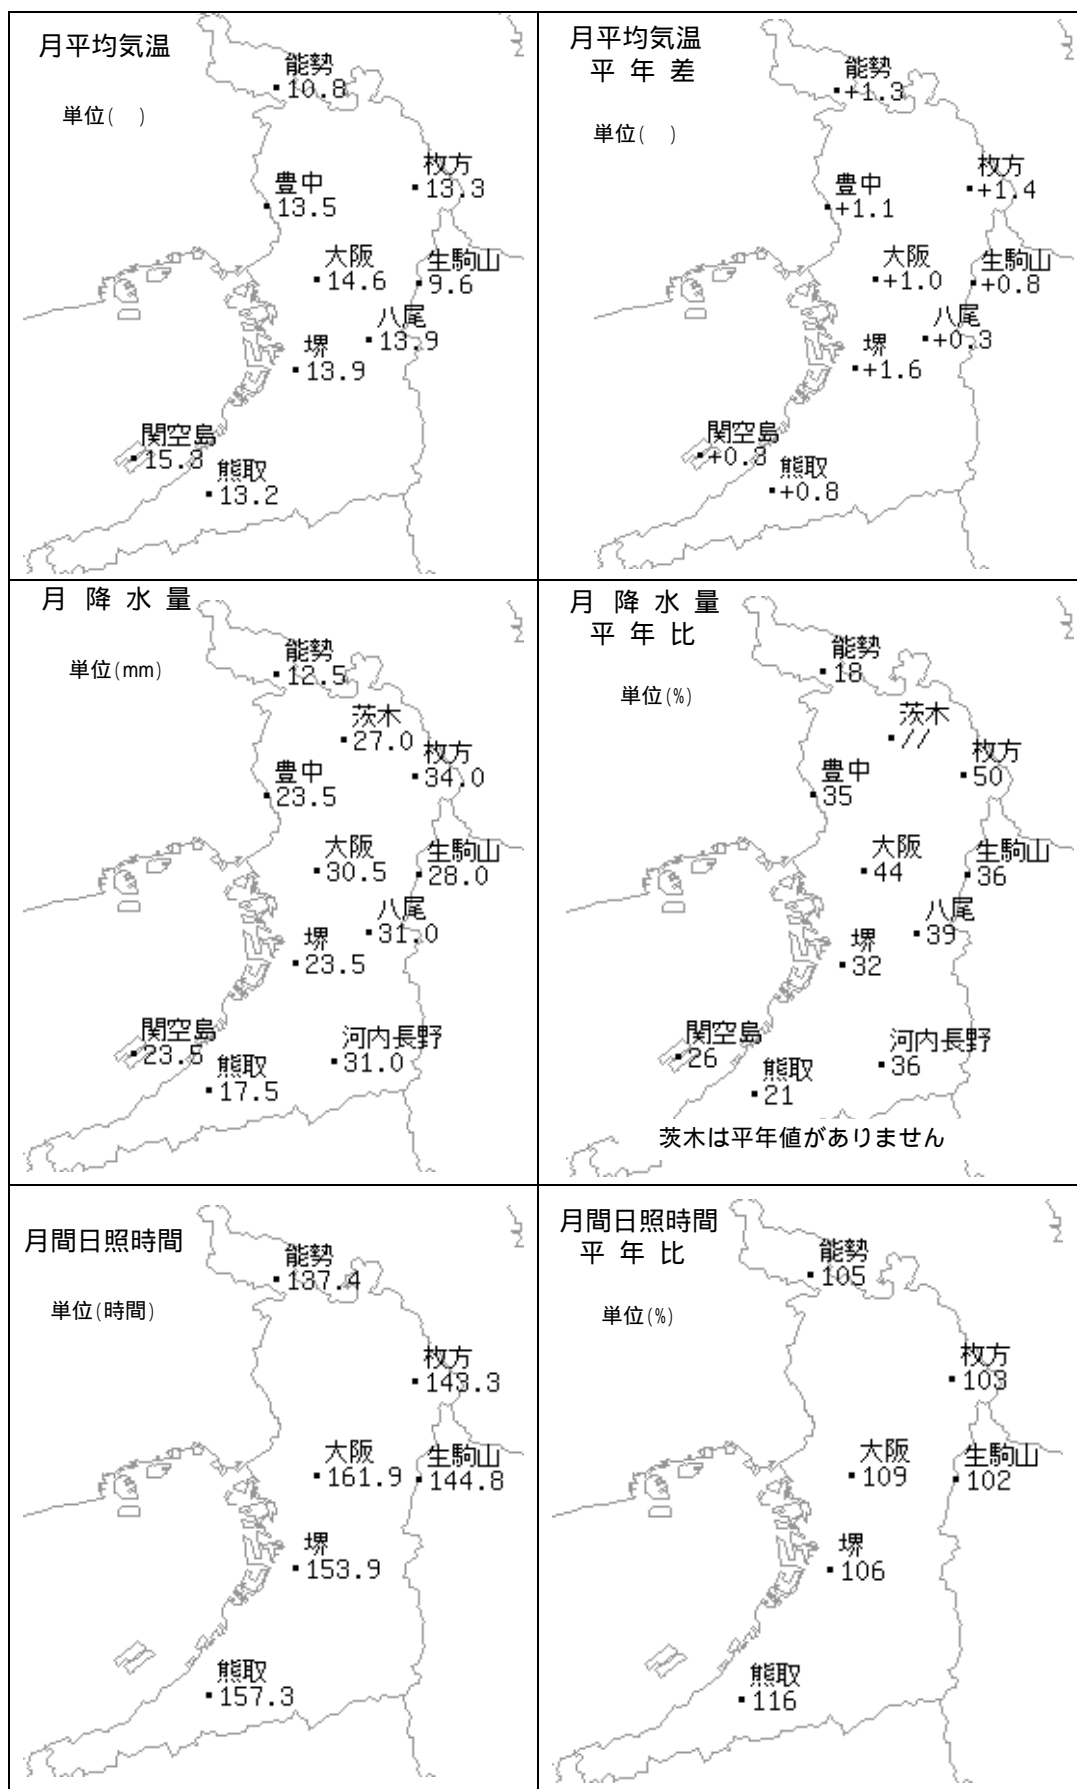 月平均気温
単位( )
能勢
10.8
枚方
13.3
豊中
13.5
大阪
14.6
生駒山
9.6
八尾
13.9
堺
13.9
関空島
15.3
熊取
13.2
月平均気温
平年差
単位( )
能勢
+1.3
枚方
+1.4
豊中
+1.1
大阪
+1.0
生駒山
+0.8
八尾
+0.3
堺
+1.6
関空島
熊取
+0.8
月降水量
単位(mm)
能勢
12.5
茨木
27.0
枚方
34.0
豊中
23.5
大阪
30.5
生駒山
28.0
八尾
31.0
堺
23.5
関空島
23.5
河内長野
31.0
熊取
17.5
月降水量
平年比
単位(%)
能勢
18
茨木
//
枚方
50
豊中
35
大阪
44
生駒山
36
八尾
39
堺
32
関空島
26
河内長野
36
熊取
21
茨木は平年値がありません
月間日照時間
単位(時間)
能勢
137.4
枚方
143.3
大阪
161.9
生駒山
144.8
堺
153.9
熊取
157.3
月間日照時間
平年比
単位(%)
能勢
105
枚方
103
大阪
109
生駒山
102
堺
106
熊取
116